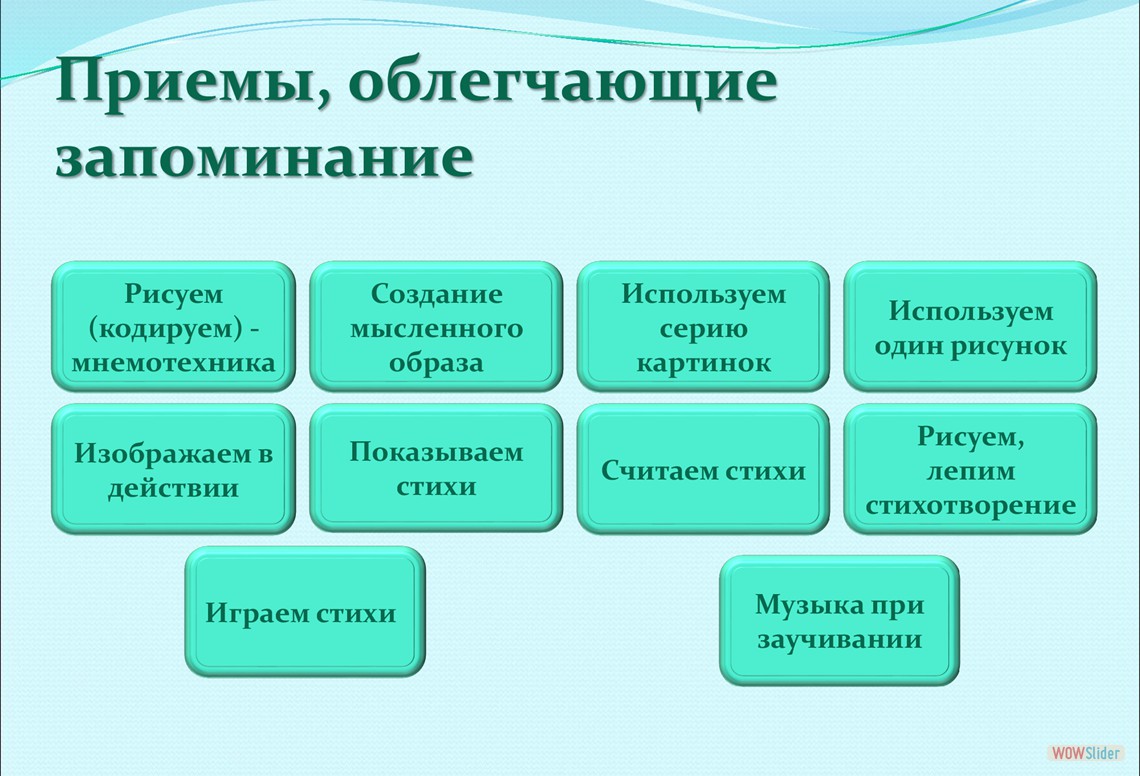 Приемы, облегчающие
запоминание
Рисуем
(кодируем) -
мнемотехника
Создание
мысленного
образа
Используем
серию
картинок
Используем
один рисунок
Изображаем в
действии
Показываем
стихи
Считаем стихи
Рисуем,
лепим
стихотворение
Играем стихи
Музыка при
заучивании
WOWSlider